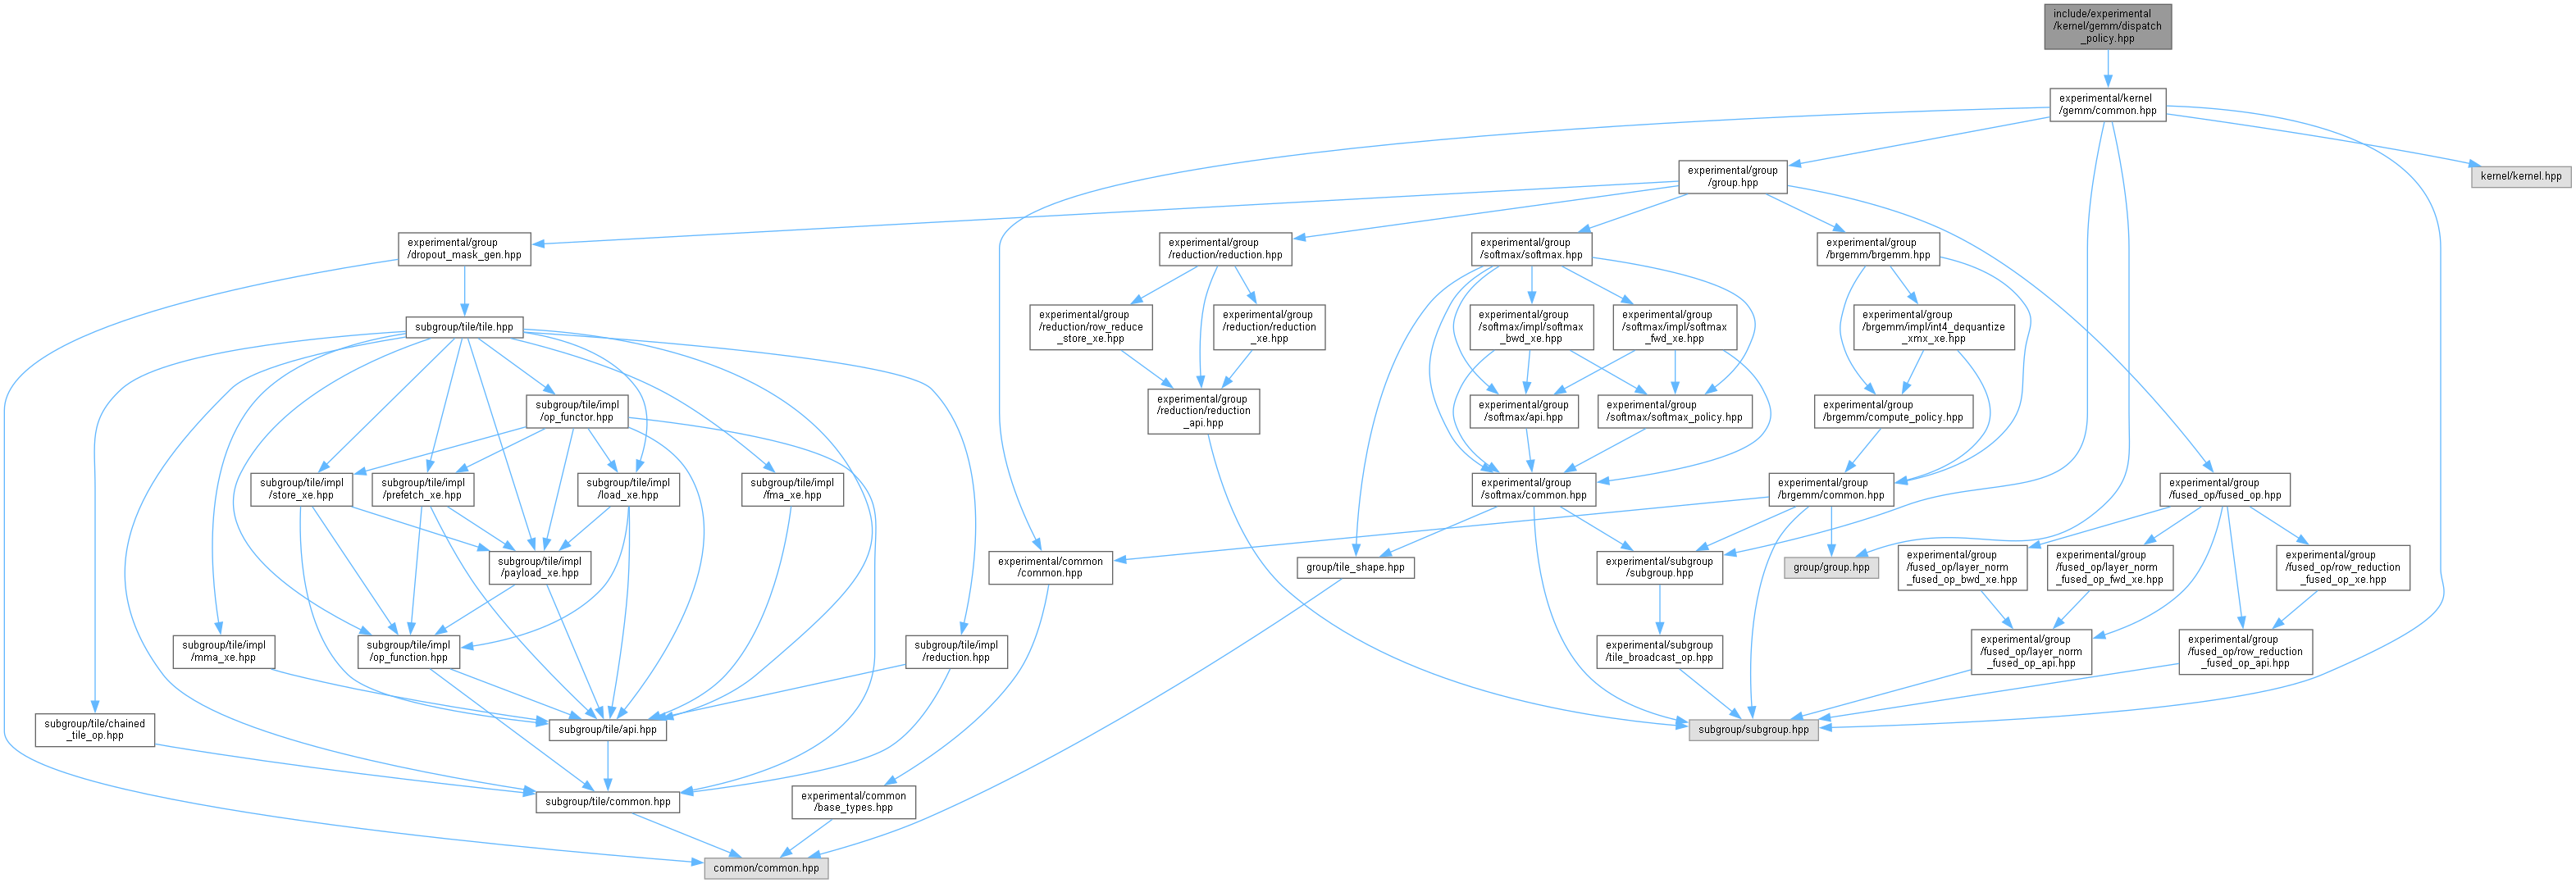 include/experimental
/kernel/gemm/dispatch
_policy.hpp
experimental/kernel
/gemm/common.hpp
experimental/group
/group.hpp
kernel/kernel.hpp
experimental/group
/dropout_mask_gen.hpp
experimental/group
/reduction/reduction.hpp
experimental/group
/softmax/softmax.hpp
experimental/group
/brgemm/brgemm.hpp
subgroup/tile/tile.hpp
experimental/group
/reduction/row_reduce
_store_xe.hpp
experimental/group
/reduction/reduction
_xe.hpp
experimental/group
/softmax/impl/softmax
_bwd_xe.hpp
experimental/group
/softmax/impl/softmax
_fwd_xe.hpp
experimental/group
/brgemm/impl/int4_dequantize
_xmx_xe.hpp
subgroup/tile/impl
/op_functor.hpp
experimental/group
/reduction/reduction
_api.hpp
experimental/group
/softmax/api.hpp
experimental/group
/softmax/softmax_policy.hpp
experimental/group
/brgemm/compute_policy.hpp
subgroup/tile/impl
/store_xe.hpp
subgroup/tile/impl
/prefetch_xe.hpp
subgroup/tile/impl
/load_xe.hpp
subgroup/tile/impl
/fma_xe.hpp
experimental/group
/softmax/common.hpp
experimental/group
/brgemm/common.hpp
experimental/group
/fused_op/fused_op.hpp
subgroup/tile/impl
/payload_xe.hpp
experimental/common
/common.hpp
group/tile_shape.hpp
experimental/subgroup
/subgroup.hpp
group/group.hpp
experimental/group
/fused_op/layer_norm
_fused_op_bwd_xe.hpp
experimental/group
/fused_op/layer_norm
_fused_op_fwd_xe.hpp
experimental/group
/fused_op/row_reduction
_fused_op_xe.hpp
subgroup/tile/impl
/mma_xe.hpp
subgroup/tile/impl
/op_function.hpp
subgroup/tile/impl
/reduction.hpp
experimental/subgroup
/tile_broadcast_op.hpp
experimental/group
/fused_op/layer_norm
_fused_op_api.hpp
experimental/group
/fused_op/row_reduction
_fused_op_api.hpp
subgroup/tile/chained
_tile_op.hpp
subgroup/tile/api.hpp
subgroup/subgroup.hpp
subgroup/tile/common.hpp
experimental/common
/base_types.hpp
common/common.hpp